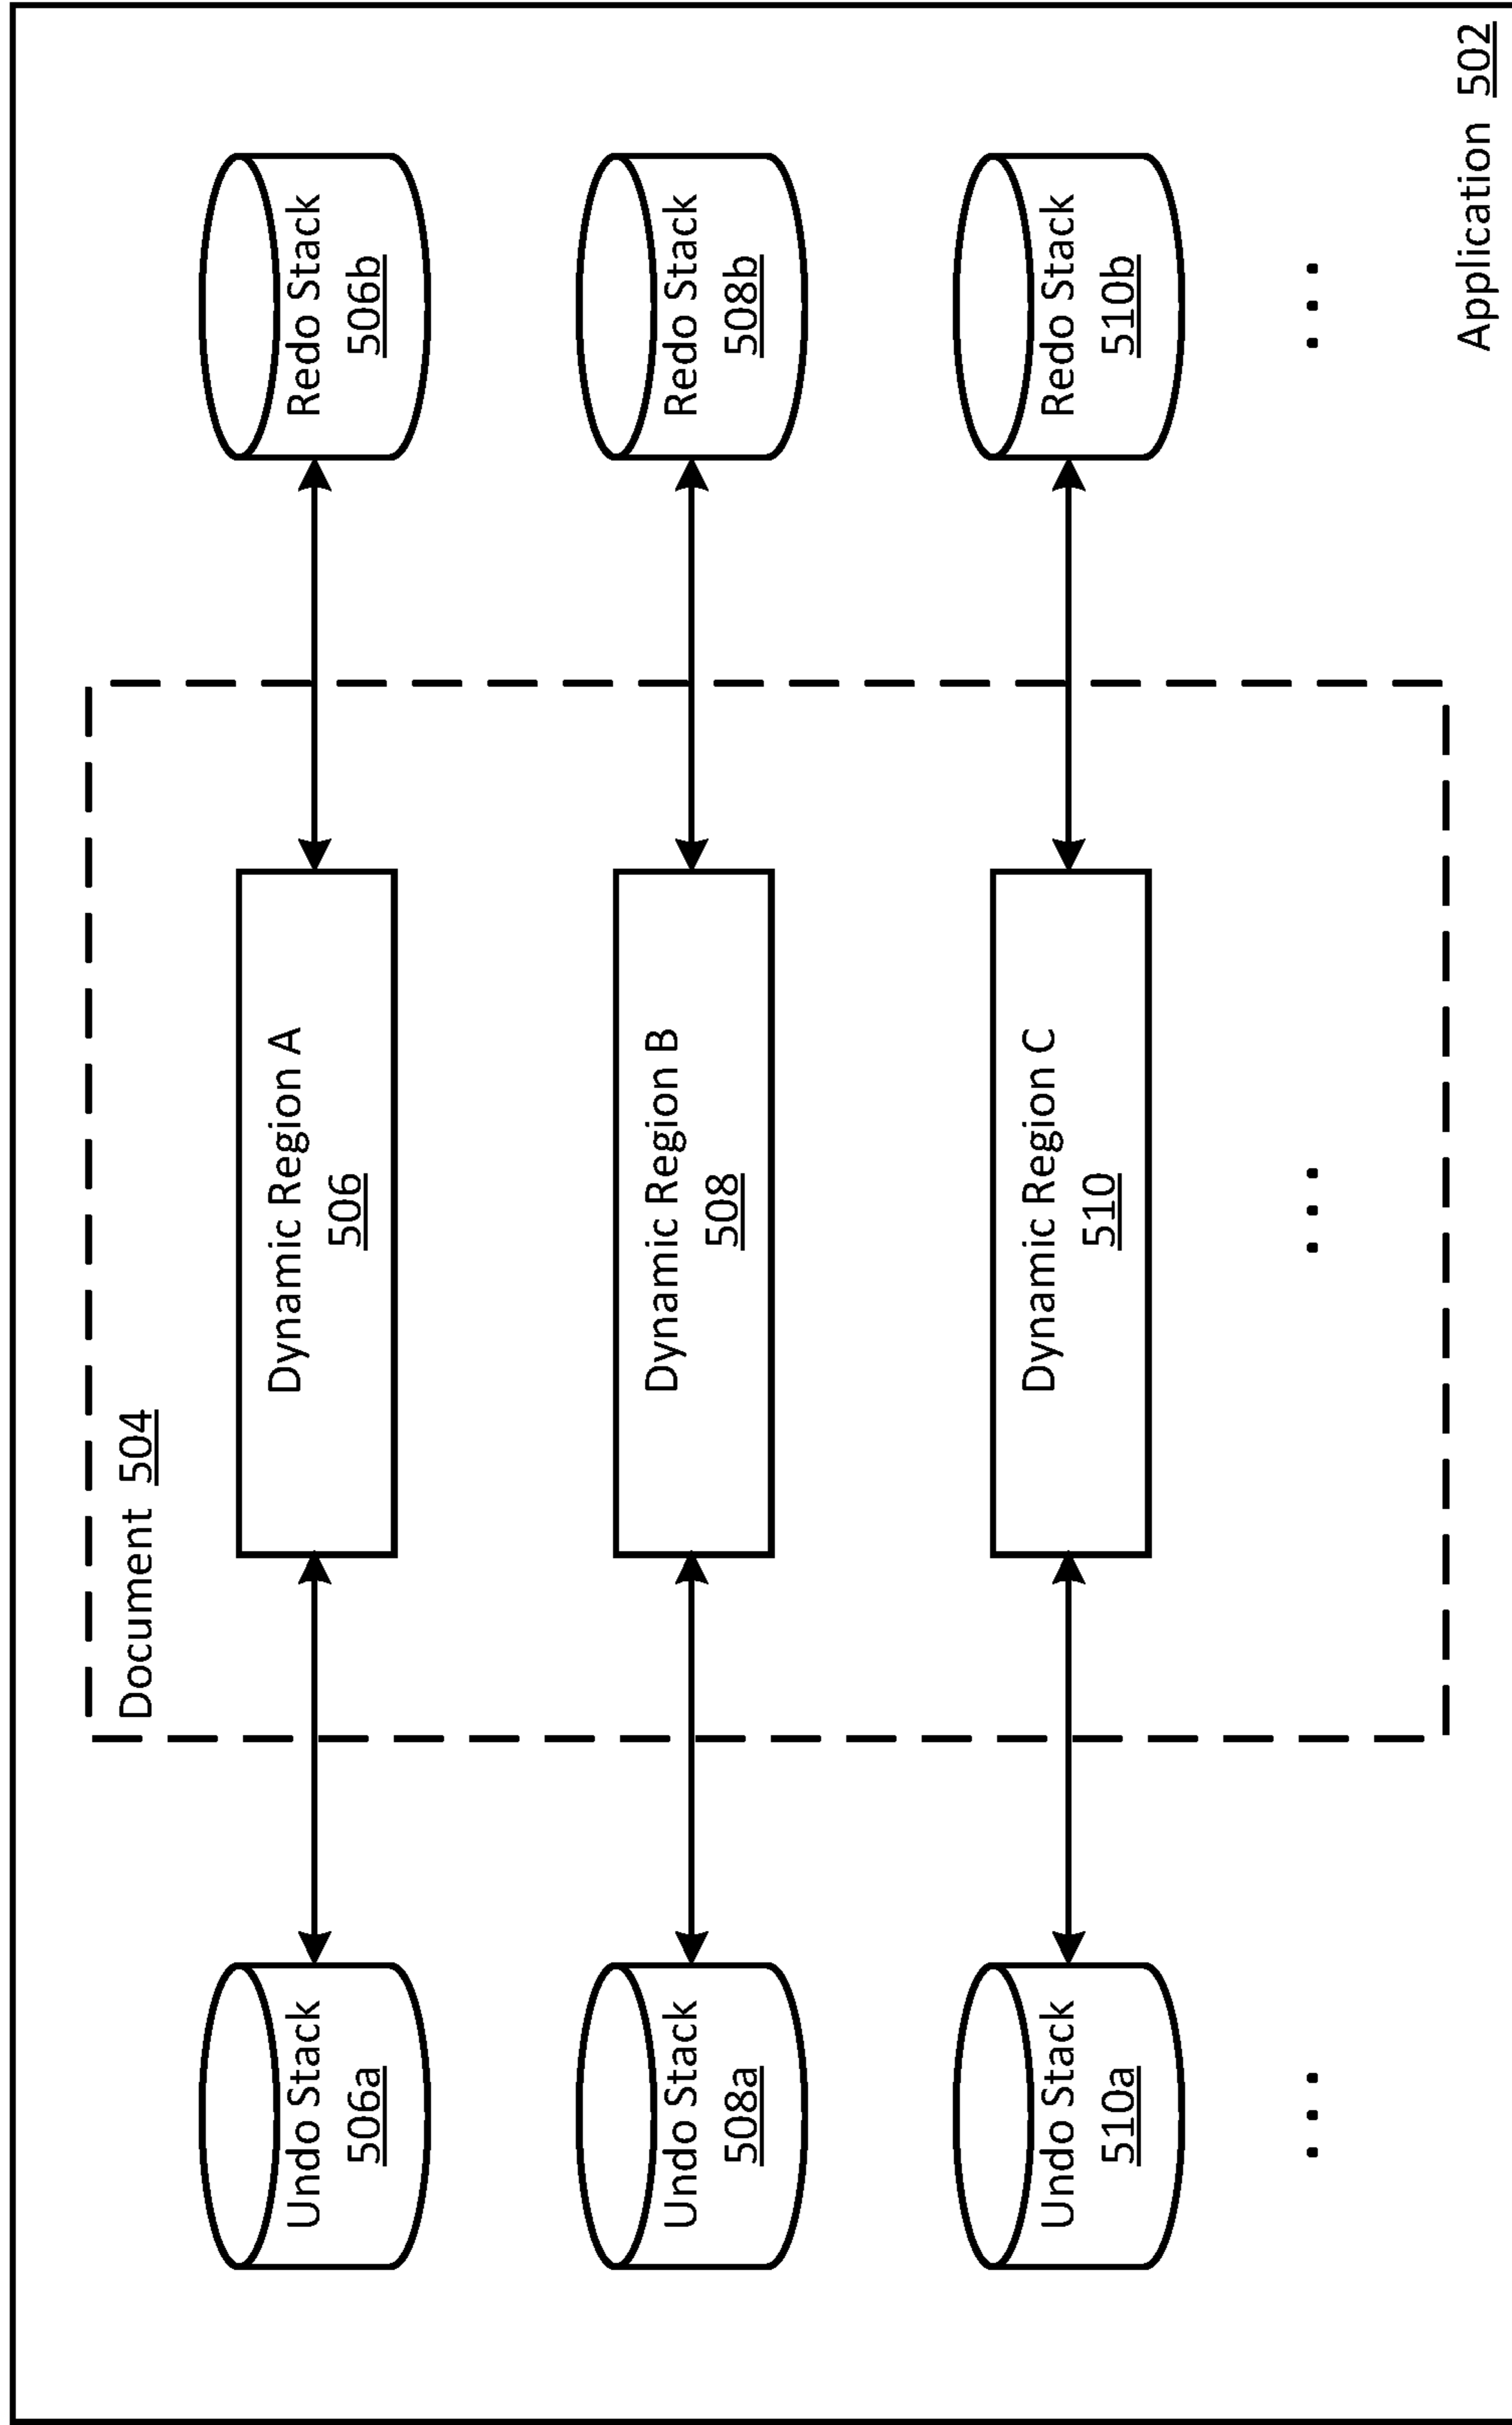 Document 504
Undo Stack
506a
Dynamic Region A
506
Redo Stack
506b
Undo Stack
508a
Dynamic Region B
508
Redo Stack
508b
Undo Stack
510a
Dynamic Region C
510
Redo Stack
510b
... ... ...
Application 502